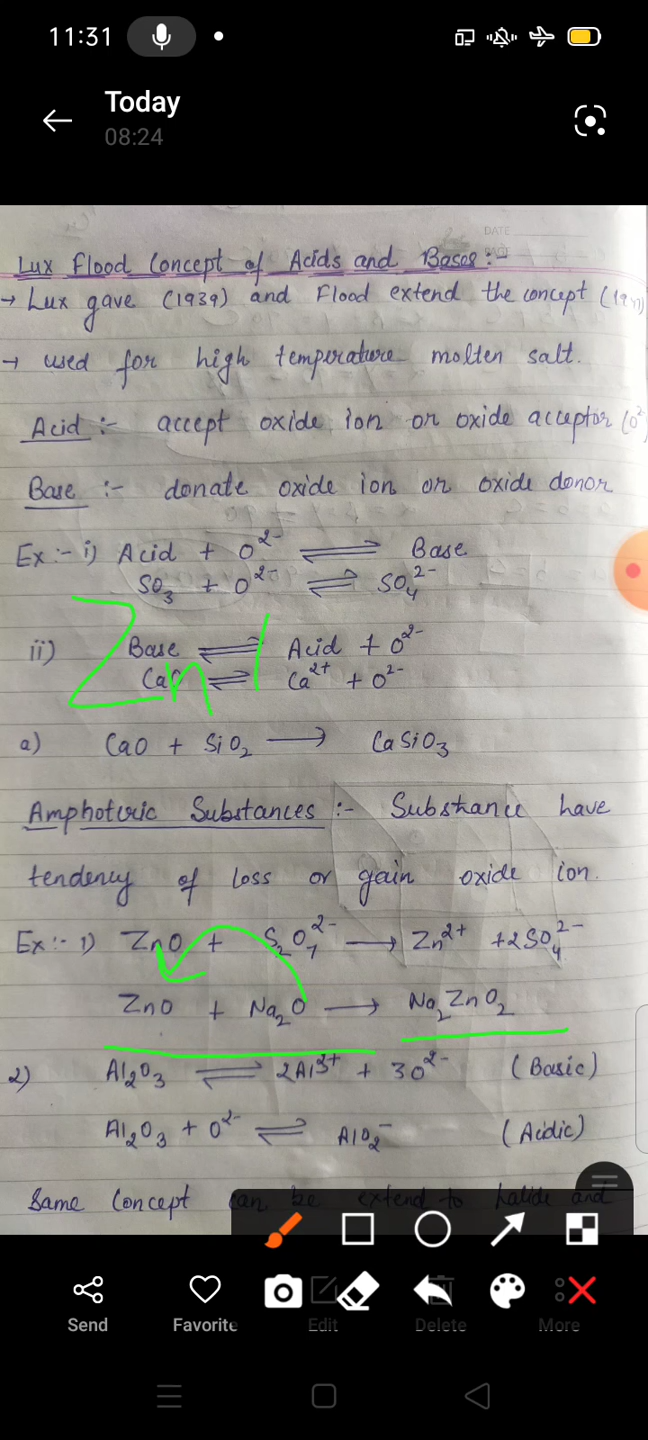 11:31
Today
08:24
DATE
PAGE
Lux Flood Concept of Acids and Bases :-
→ Lux gave (1939) and Flood extend the concept
→ used for high temperature molten salt.
Acid :- accept oxide ion or oxide acceptor (O²
Base :- donate oxide ion or oxide donor
Ex :- i) Acid + O²⁻ ⇌ Base
SO₃ + O²⁻ ⇌ SO₄²⁻
ii) Base ⇌ Acid + O²⁻
CaO ⇌ Ca²⁺ + O²⁻
Zn
a) CaO + SiO₂ ⟶ CaSiO₃
Amphoteric Substances :- Substance have
tendency of loss or gain oxide ion.
Ex :- 1) ZnO + S₂O₇²⁻ ⟶ Zn²⁺ + 2SO₄²⁻
ZnO + Na₂O ⟶ Na₂ZnO₂
2) Al₂O₃ ⇌ 2Al³⁺ + 3O²⁻ (Basic)
Al₂O₃ + O²⁻ ⇌ AlO₂⁻ (Acidic)
Same Concept can be extend to halide and
Send Favorite Edit Delete More